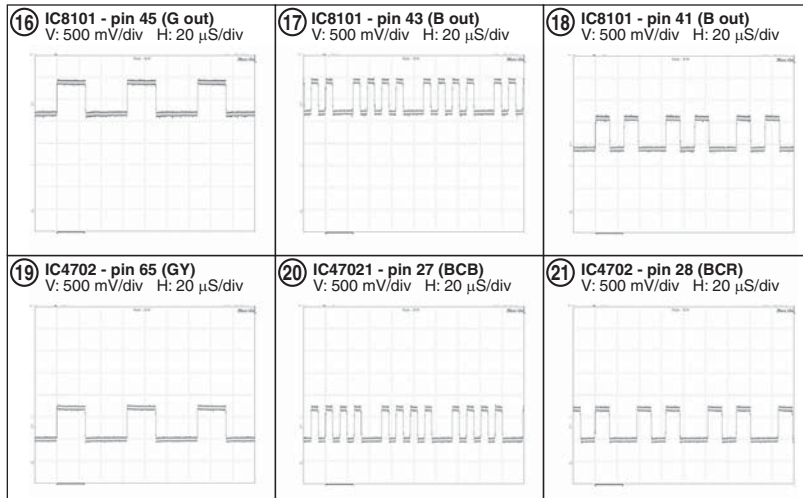 16 IC8101 - pin 45 (G out)
V: 500 mV/div H: 20 μS/div
17 IC8101 - pin 43 (B out)
V: 500 mV/div H: 20 μS/div
18 IC8101 - pin 41 (B out)
V: 500 mV/div H: 20 μS/div
19 IC4702 - pin 65 (GY)
V: 500 mV/div H: 20 μS/div
20 IC47021 - pin 27 (BCB)
V: 500 mV/div H: 20 μS/div
21 IC4702 - pin 28 (BCR)
V: 500 mV/div H: 20 μS/div